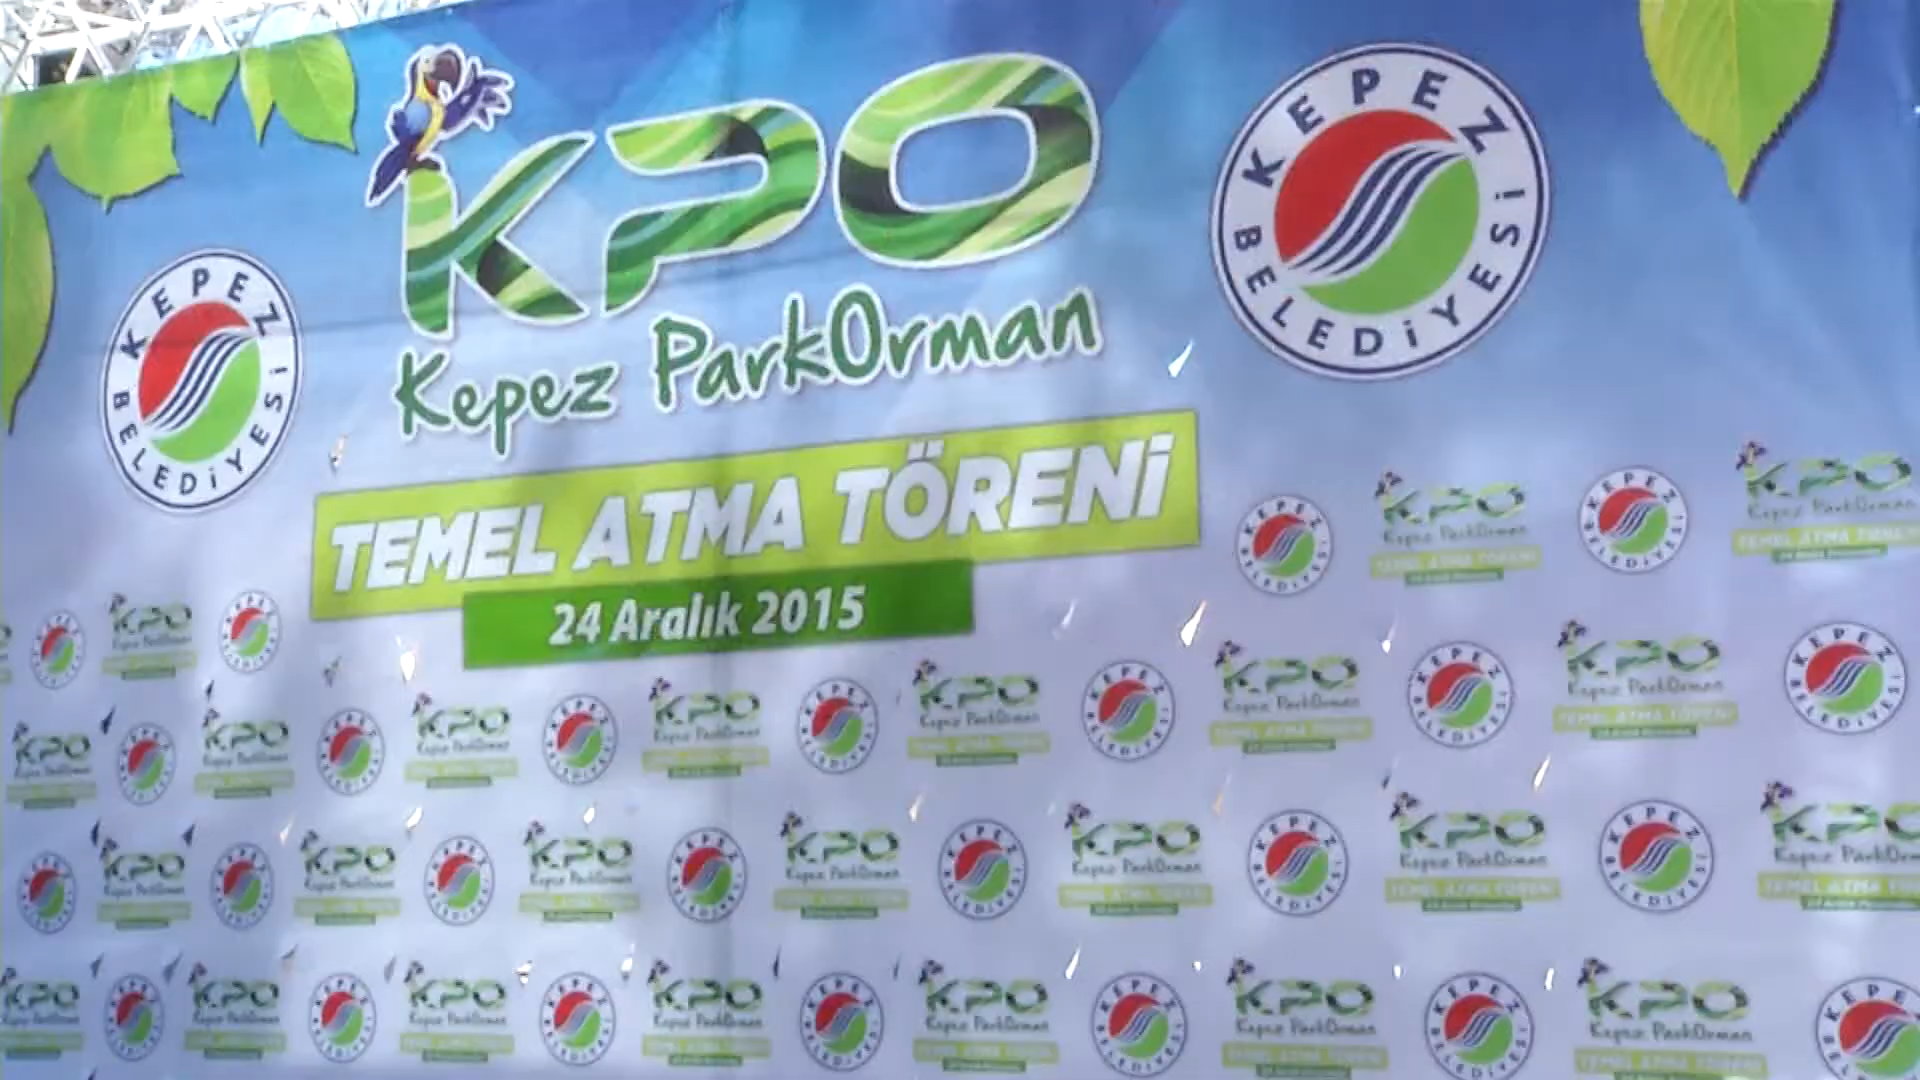 KPO
Kepez ParkOrman
KEPEZ BELEDİYESİ
KEPEZ BELEDİYESİ
TEMEL ATMA TÖRENİ
24 Aralık 2015